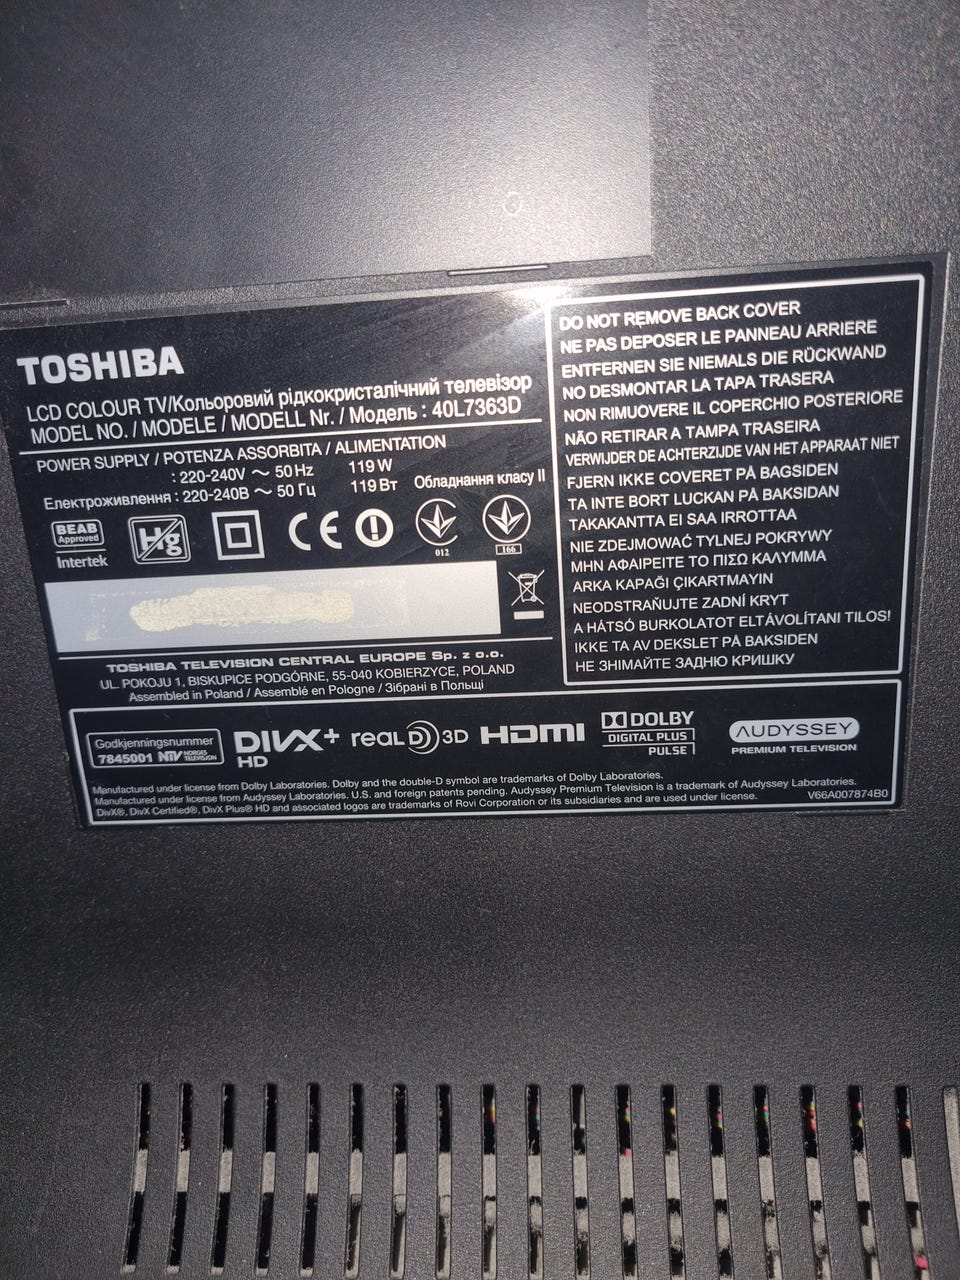 TOSHIBA
LCD COLOUR TV/Кольоровий рідкокристалічний телевізор
MODEL NO. / MODELE / MODELL Nr. / Модель : 40L7363D
POWER SUPPLY / POTENZA ASSORBITA / ALIMENTATION
: 220-240V ~ 50 Hz 119 W
Електроживлення : 220-240В ~ 50 Гц 119 Вт Обладнання класу II
BEAB
Approved
Intertek
Hg
CE
012
166
TOSHIBA TELEVISION CENTRAL EUROPE Sp. z o.o.
UL. POKOJU 1, BISKUPICE PODGÓRNE, 55-040 KOBIERZYCE, POLAND
Assembled in Poland / Assemblé en Pologne / Зібрані в Польщі
DO NOT REMOVE BACK COVER
NE PAS DEPOSER LE PANNEAU ARRIERE
ENTFERNEN SIE NIEMALS DIE RÜCKWAND
NO DESMONTAR LA TAPA TRASERA
NON RIMUOVERE IL COPERCHIO POSTERIORE
NÃO RETIRAR A TAMPA TRASEIRA
VERWIJDER DE ACHTERZIJDE VAN HET APPARAAT NIET
FJERN IKKE COVERET PÅ BAGSIDEN
TA INTE BORT LUCKAN PÅ BAKSIDAN
TAKAKANTTA EI SAA IRROTTAA
NIE ZDEJMOWAĆ TYLNEJ POKRYWY
ΜΗΝ ΑΦΑΙΡΕΙΤΕ ΤΟ ΠΙΣΩ ΚΑΛΥΜΜΑ
ARKA KAPAĞI ÇIKARTMAYIN
NEODSTRAŇUJTE ZADNÍ KRYT
A HÁTSÓ BURKOLATOT ELTÁVOLÍTANI TILOS!
IKKE TA AV DEKSLET PÅ BAKSIDEN
НЕ ЗНІМАЙТЕ ЗАДНЮ КРИШКУ
Godkjenningsnummer
7845001 NTV NORGES TELEVISJON
DIVX+
HD
REAL D 3D
HDMI
DOLBY
DIGITAL PLUS
PULSE
AUDYSSEY
PREMIUM TELEVISION
Manufactured under license from Dolby Laboratories. Dolby and the double-D symbol are trademarks of Dolby Laboratories.
Manufactured under license from Audyssey Laboratories. U.S. and foreign patents pending. Audyssey Premium Television is a trademark of Audyssey Laboratories.
DivX®, DivX Certified®, DivX Plus® HD and associated logos are trademarks of Rovi Corporation or its subsidiaries and are used under license.
V66A007874B0